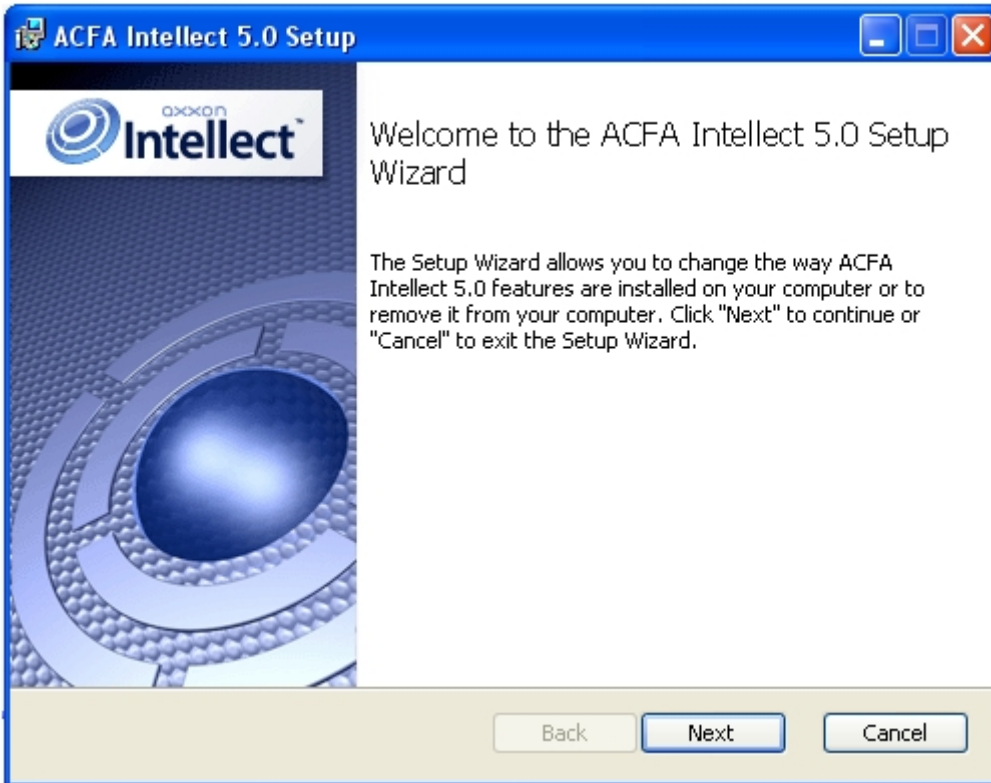 ACFA Intellect 5.0 Setup
axxon
Intellect™
Welcome to the ACFA Intellect 5.0 Setup
Wizard
The Setup Wizard allows you to change the way ACFA
Intellect 5.0 features are installed on your computer or to
remove it from your computer. Click "Next" to continue or
"Cancel" to exit the Setup Wizard.
Back Next Cancel